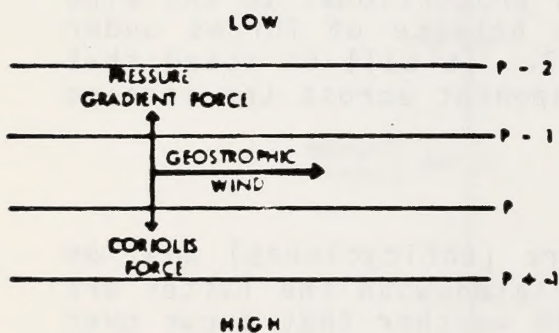 LOW
P - 2
PRESSURE
GRADIENT FORCE
P - 1
GEOSTROPHIC
WIND
P
CORIOLIS
FORCE
P + 1
HIGH